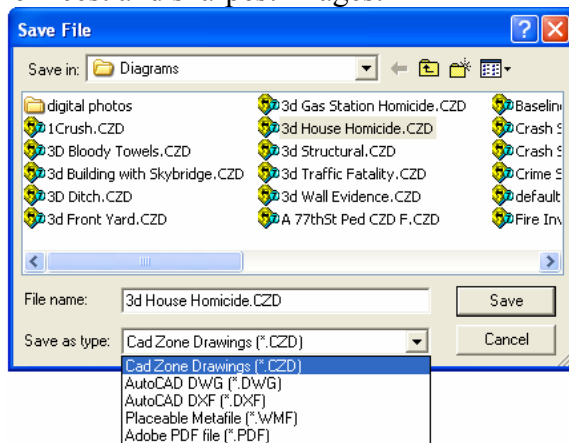 Save File
Save in: Diagrams
digital photos
1Crush.CZD
3D Bloody Towels.CZD
3d Building with Skybridge.CZD
3D Ditch.CZD
3d Front Yard.CZD
3d Gas Station Homicide.CZD
3d House Homicide.CZD
3d Structural.CZD
3d Traffic Fatality.CZD
3d Wall Evidence.CZD
A 77thSt Ped CZD F.CZD
Baselin
Crash S
Crash S
Crime S
default
Fire Inv
File name: 3d House Homicide.CZD Save
Save as type: Cad Zone Drawings (*.CZD) Cancel
Cad Zone Drawings (*.CZD)
AutoCAD DWG (*.DWG)
AutoCAD DXF (*.DXF)
Placeable Metafile (*.WMF)
Adobe PDF file (*.PDF)